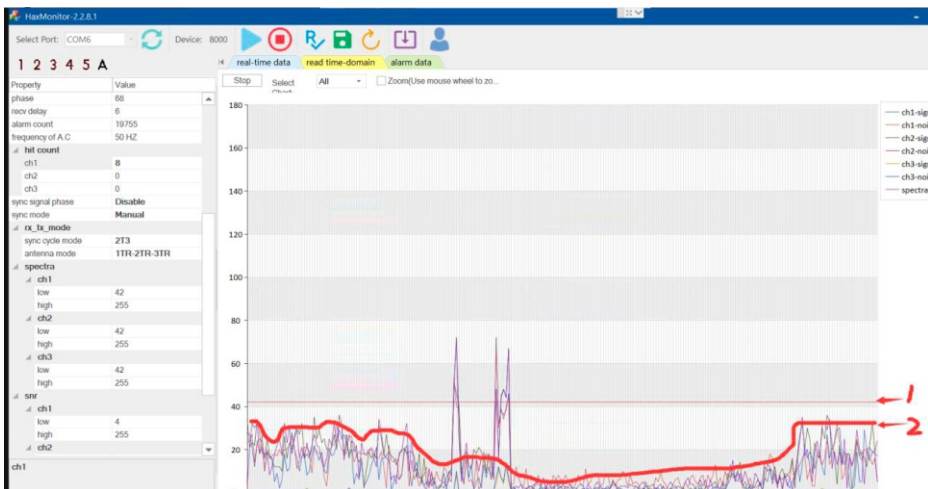 HaxMonitor-2.2.8.1
Select Port: COM6 Device: 8000
1 2 3 4 5 A
real-time data read time-domain alarm data
Stop Select All Zoom(Use mouse wheel to zo...
Property Value
phase 68
recv delay 6
alarm count 19755
frequency of A.C 50 HZ
hit count
ch1 8
ch2 0
ch3 0
sync signal phase Disable
sync mode Manual
rx_tx_mode
sync cycle mode 2T3
antenna mode 1TR-2TR-3TR
spectra
ch1
low 42
high 255
ch2
low 42
high 255
ch3
low 42
high 255
snr
ch1
low 4
high 255
ch2
ch1
180
160
140
120
100
80
60
40
20
ch1-sign
ch1-noi
ch2-sign
ch2-noi
ch3-sign
ch3-noi
spectra
1
2